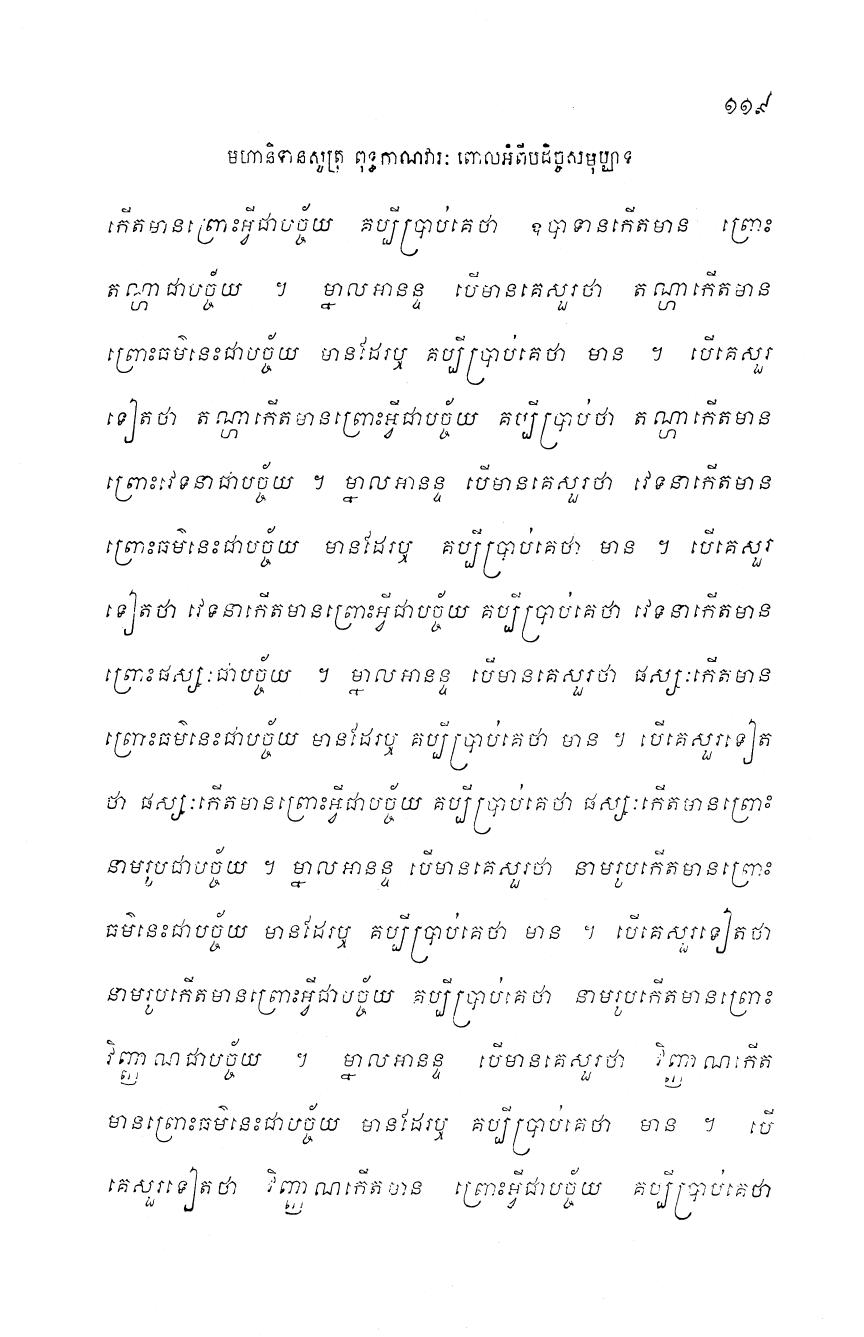 ១១៩
មហានិទានសូត្រ ពុទ្ធកាណវារៈ ពោលអំពីបដិច្ចសមុប្បាទ
កើតមានព្រោះអ្វីជាបច្ច័យ គប្បីប្រាប់គេថា ឧបាទានកើតមាន ព្រោះ
តណ្ហាជាបច្ច័យ ។ ម្នាលអានន្ទ បើមានគេសួរថា តណ្ហាកើតមាន
ព្រោះធម៌នេះជាបច្ច័យ មានដែរឬ គប្បីប្រាប់គេថា មាន ។ បើគេសួរ
ទៀតថា តណ្ហាកើតមានព្រោះអ្វីជាបច្ច័យ គប្បីប្រាប់ថា តណ្ហាកើតមាន
ព្រោះវេទនាជាបច្ច័យ ។ ម្នាលអានន្ទ បើមានគេសួរថា វេទនាកើតមាន
ព្រោះធម៌នេះជាបច្ច័យ មានដែរឬ គប្បីប្រាប់គេថា មាន ។ បើគេសួរ
ទៀតថា វេទនាកើតមានព្រោះអ្វីជាបច្ច័យ គប្បីប្រាប់គេថា វេទនាកើតមាន
ព្រោះផស្សៈជាបច្ច័យ ។ ម្នាលអានន្ទ បើមានគេសួរថា ផស្សៈកើតមាន
ព្រោះធម៌នេះជាបច្ច័យ មានដែរឬ គប្បីប្រាប់គេថា មាន ។ បើគេសួរទៀត
ថា ផស្សៈកើតមានព្រោះអ្វីជាបច្ច័យ គប្បីប្រាប់គេថា ផស្សៈកើតមានព្រោះ
នាមរូបជាបច្ច័យ ។ ម្នាលអានន្ទ បើមានគេសួរថា នាមរូបកើតមានព្រោះ
ធម៌នេះជាបច្ច័យ មានដែរឬ គប្បីប្រាប់គេថា មាន ។ បើគេសួរទៀតថា
នាមរូបកើតមានព្រោះអ្វីជាបច្ច័យ គប្បីប្រាប់គេថា នាមរូបកើតមានព្រោះ
វិញ្ញាណជាបច្ច័យ ។ ម្នាលអានន្ទ បើមានគេសួរថា វិញ្ញាណកើត
មានព្រោះធម៌នេះជាបច្ច័យ មានដែរឬ គប្បីប្រាប់គេថា មាន ។ បើ
គេសួរទៀតថា វិញ្ញាណកើតមាន ព្រោះអ្វីជាបច្ច័យ គប្បីប្រាប់គេថា